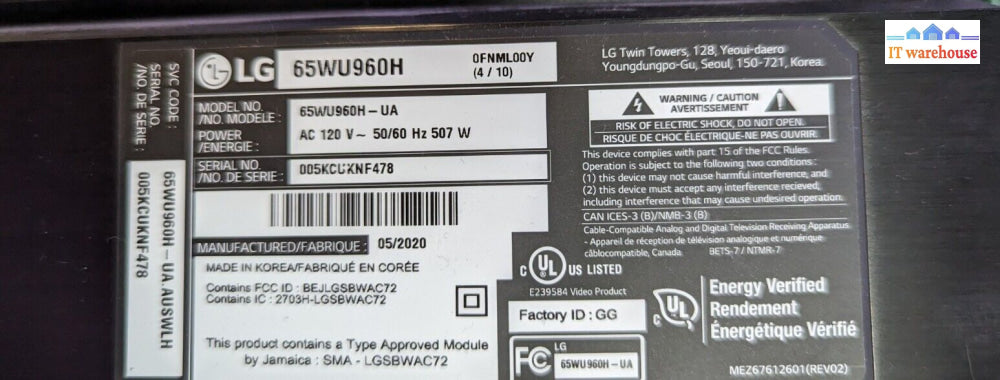 IT warehouse
SVC CODE :
SERIAL NO.
/NO. DE SÉRIE :
65WU960H - UA.AUSWLH
005KCUKNF478
LG
65WU960H
0FNML00Y
(4 / 10)
LG Twin Towers, 128, Yeoui-daero
Youngdungpo-Gu, Seoul, 150-721, Korea
MODEL NO.
/NO. MODÈLE :
65WU960H-UA
POWER
/ÉNERGIE :
AC 120 V~ 50/60 Hz 507 W
SERIAL NO.
/NO. DE SÉRIE :
005KCUKNF478
MANUFACTURED/FABRIQUE : 05/2020
MADE IN KOREA/FABRIQUÉ EN CORÉE
Contains FCC ID : BEJLGSBWAC72
Contains IC : 2703H-LGSBWAC72
This product contains a Type Approved Module
by Jamaica : SMA - LGSBWAC72
WARNING / CAUTION
AVERTISSEMENT
RISK OF ELECTRIC SHOCK, DO NOT OPEN.
RISQUE DE CHOC ÉLECTRIQUE-NE PAS OUVRIR.
This device complies with part 15 of the FCC Rules.
Operation is subject to the following two conditions :
(1) this device may not cause harmful interference, and
(2) this device must accept any interference recieved,
including interference that may cause undesired operation.
CAN ICES-3 (B)/NMB-3 (B)
Cable-Compatible Analog and Digital Television Receiving Apparatus
- Appareil de réception de télévision analogique et numérique
câblocompatible, Canada. BETS-7 / NTMR-7
C UL US LISTED
E239584 Video Product
Factory ID : GG
FC LG
65WU960H-UA
C UL
Energy Verified
Rendement
Énergétique Vérifié
MEZ67612601(REV02)